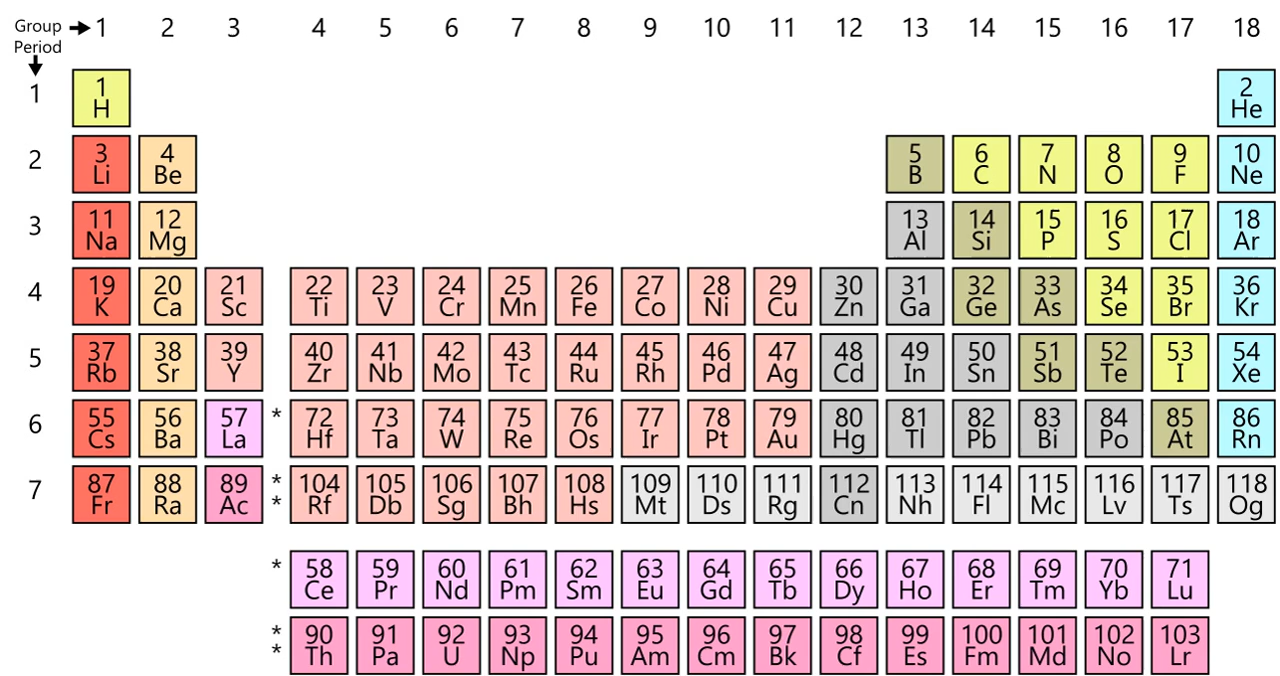 Group
Period
1 2 3 4 5 6 7 8 9 10 11 12 13 14 15 16 17 18
1
1 2
H He
2
3 4 5 6 7 8 9 10
Li Be B C N O F Ne
3
11 12 13 14 15 16 17 18
Na Mg Al Si P S Cl Ar
4
19 20 21 22 23 24 25 26 27 28 29 30 31 32 33 34 35 36
K Ca Sc Ti V Cr Mn Fe Co Ni Cu Zn Ga Ge As Se Br Kr
5
37 38 39 40 41 42 43 44 45 46 47 48 49 50 51 52 53 54
Rb Sr Y Zr Nb Mo Tc Ru Rh Pd Ag Cd In Sn Sb Te I Xe
6
55 56 57 * 72 73 74 75 76 77 78 79 80 81 82 83 84 85 86
Cs Ba La Hf Ta W Re Os Ir Pt Au Hg Tl Pb Bi Po At Rn
7
87 88 89 * 104 105 106 107 108 109 110 111 112 113 114 115 116 117 118
Fr Ra Ac * Rf Db Sg Bh Hs Mt Ds Rg Cn Nh Fl Mc Lv Ts Og
* 58 59 60 61 62 63 64 65 66 67 68 69 70 71
Ce Pr Nd Pm Sm Eu Gd Tb Dy Ho Er Tm Yb Lu
* 90 91 92 93 94 95 96 97 98 99 100 101 102 103
* Th Pa U Np Pu Am Cm Bk Cf Es Fm Md No Lr